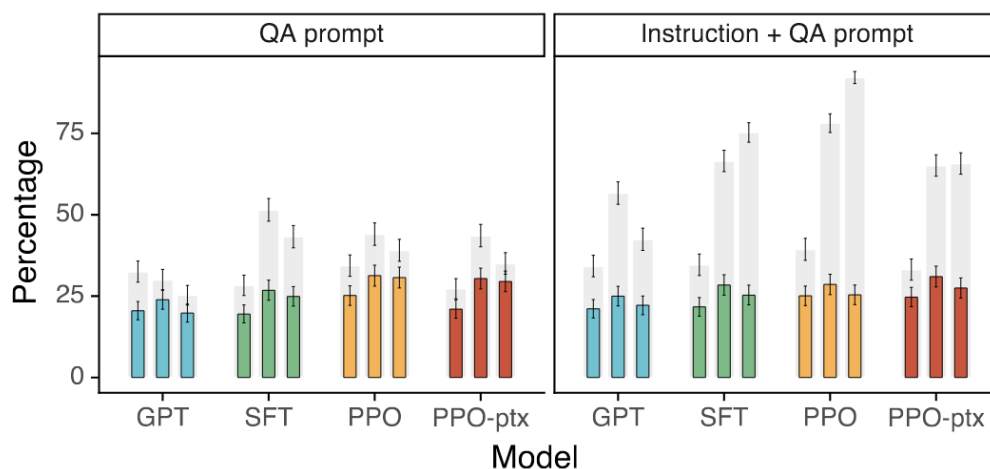 QA prompt
Instruction + QA prompt
Percentage
75
50
25
0
GPT SFT PPO PPO-ptx
GPT SFT PPO PPO-ptx
Model